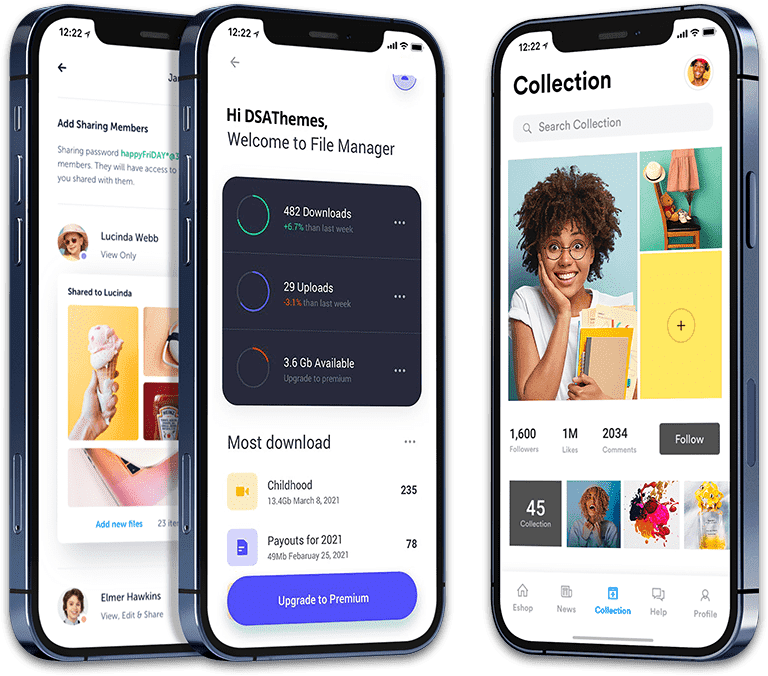 12:22
Add Sharing Members
Sharing password happyFriDAY*@3
members. They will have access to
you shared with them.
Lucinda Webb
View Only
Shared to Lucinda
Add new files
Elmer Hawkins
View, Edit & Share
12:22
Hi DSAThemes,
Welcome to File Manager
482 Downloads
+6.7% than last week
29 Uploads
-3.1% than last week
3.6 Gb Available
Upgrade to premium
Most download
Childhood
13.4Gb March 8, 2021
235
Payouts for 2021
49Mb Febaruay 25, 2021
78
Upgrade to Premium
12:22
Collection
Search Collection
1,600
Followers
1M
Likes
2034
Comments
Follow
45
Collection
Eshop
News
Collection
Help
Profile